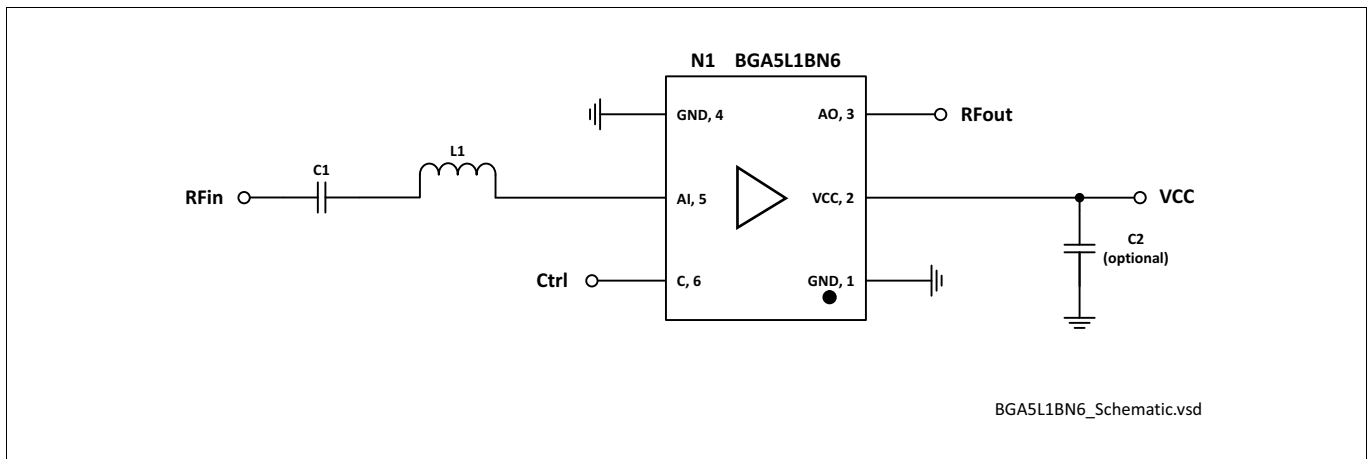 N1 BGA5L1BN6
GND, 4
AO, 3
RFout
C1
L1
RFin
AI, 5
VCC, 2
VCC
C2
(optional)
Ctrl
C, 6
GND, 1
BGA5L1BN6_Schematic.vsd